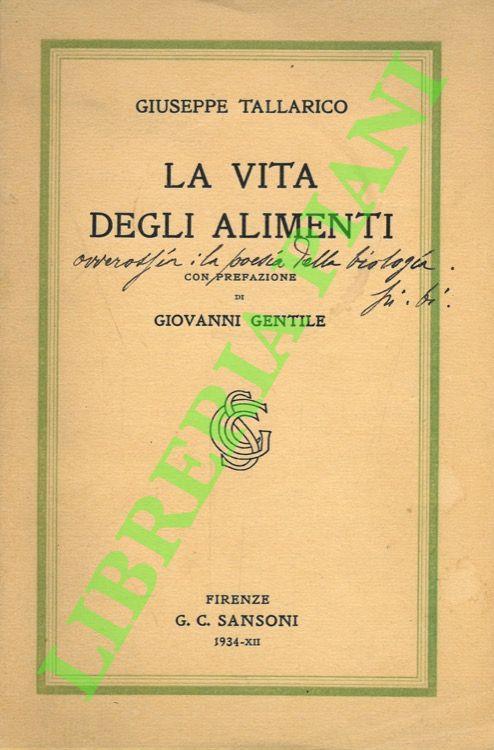 GIUSEPPE TALLARICO
LA VITA
DEGLI ALIMENTI
ovverossia: la poesia della biologia.
CON PREFAZIONE
DI
GIOVANNI GENTILE
FIRENZE
G. C. SANSONI
1934-XII
LIBRERIA PIANI